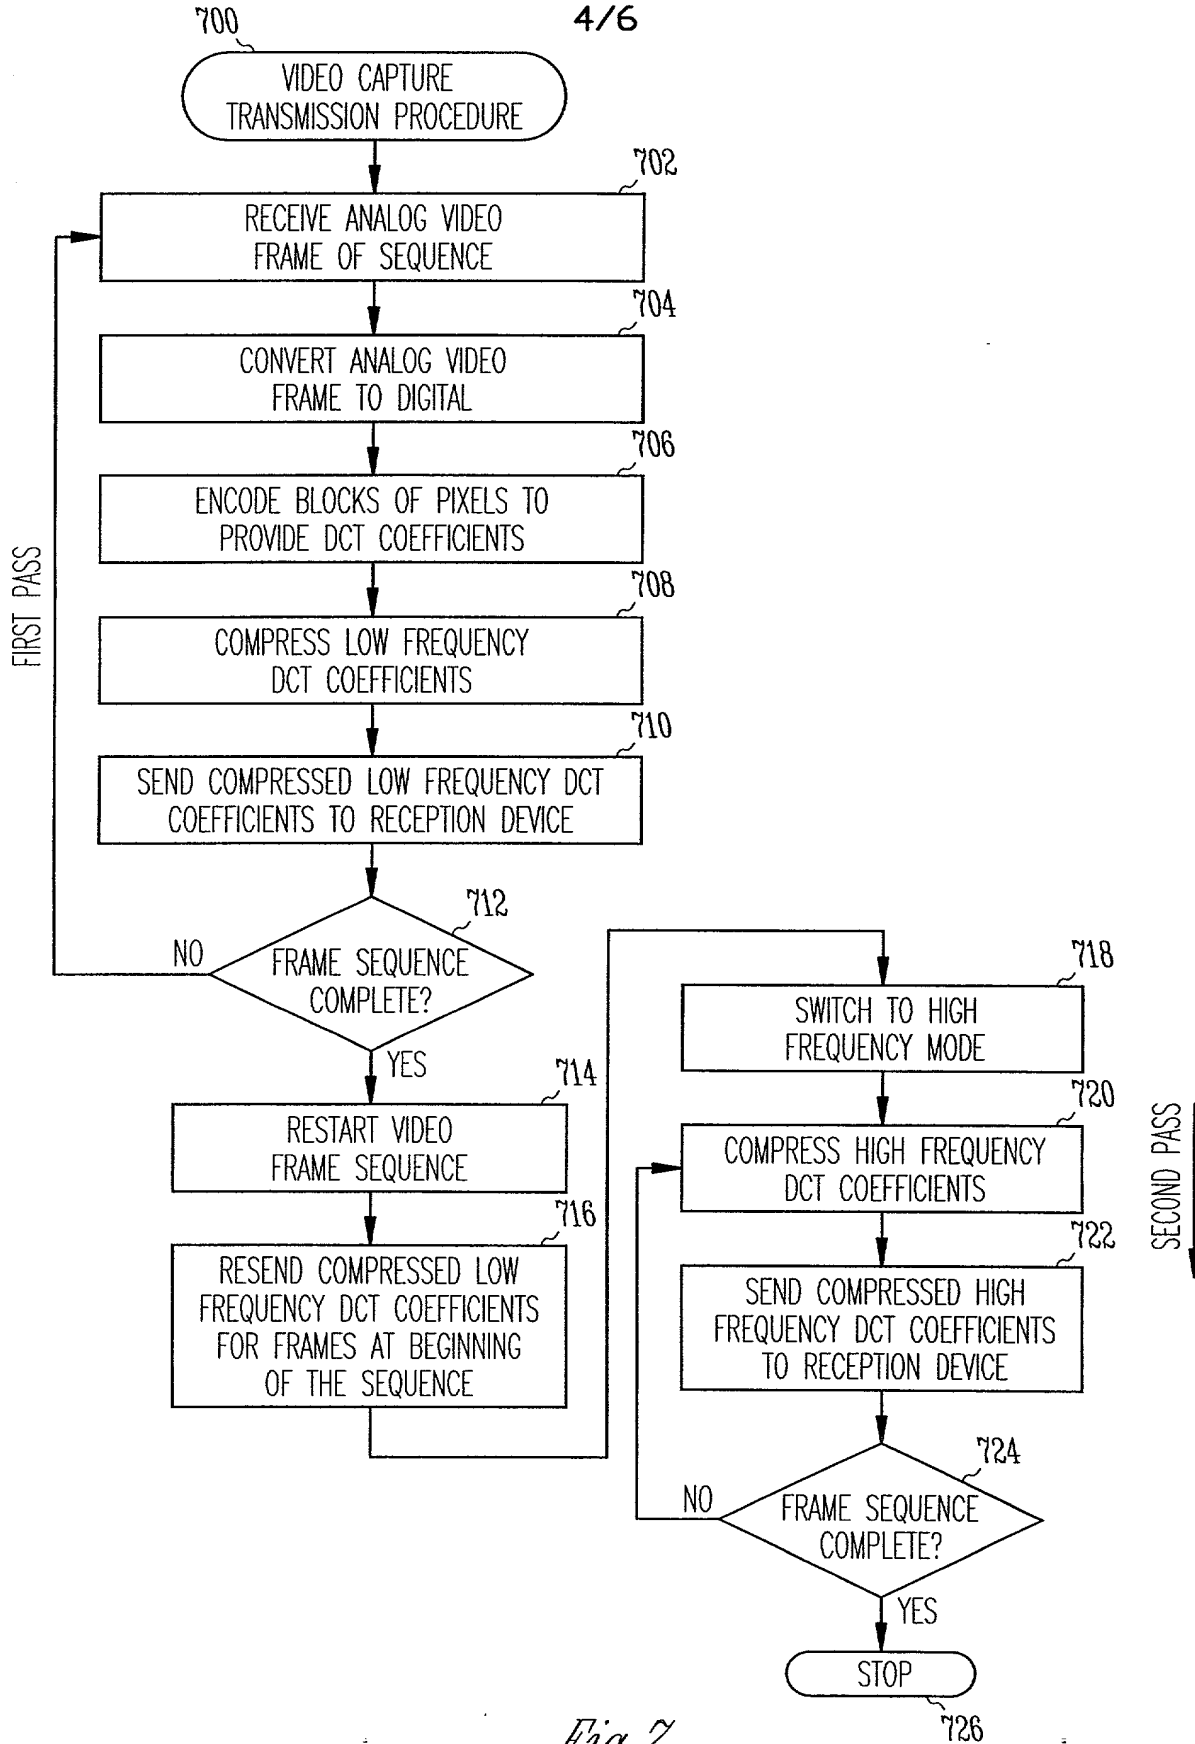 4/6
700
VIDEO CAPTURE
TRANSMISSION PROCEDURE
702
RECEIVE ANALOG VIDEO
FRAME OF SEQUENCE
704
CONVERT ANALOG VIDEO
FRAME TO DIGITAL
706
ENCODE BLOCKS OF PIXELS TO
PROVIDE DCT COEFFICIENTS
708
COMPRESS LOW FREQUENCY
DCT COEFFICIENTS
710
SEND COMPRESSED LOW FREQUENCY DCT
COEFFICIENTS TO RECEPTION DEVICE
FIRST PASS
712
NO
FRAME SEQUENCE
COMPLETE?
YES
714
RESTART VIDEO
FRAME SEQUENCE
716
RESEND COMPRESSED LOW
FREQUENCY DCT COEFFICIENTS
FOR FRAMES AT BEGINNING
OF THE SEQUENCE
718
SWITCH TO HIGH
FREQUENCY MODE
720
COMPRESS HIGH FREQUENCY
DCT COEFFICIENTS
SECOND PASS
722
SEND COMPRESSED HIGH
FREQUENCY DCT COEFFICIENTS
TO RECEPTION DEVICE
724
NO
FRAME SEQUENCE
COMPLETE?
YES
STOP
726
Fig. 7